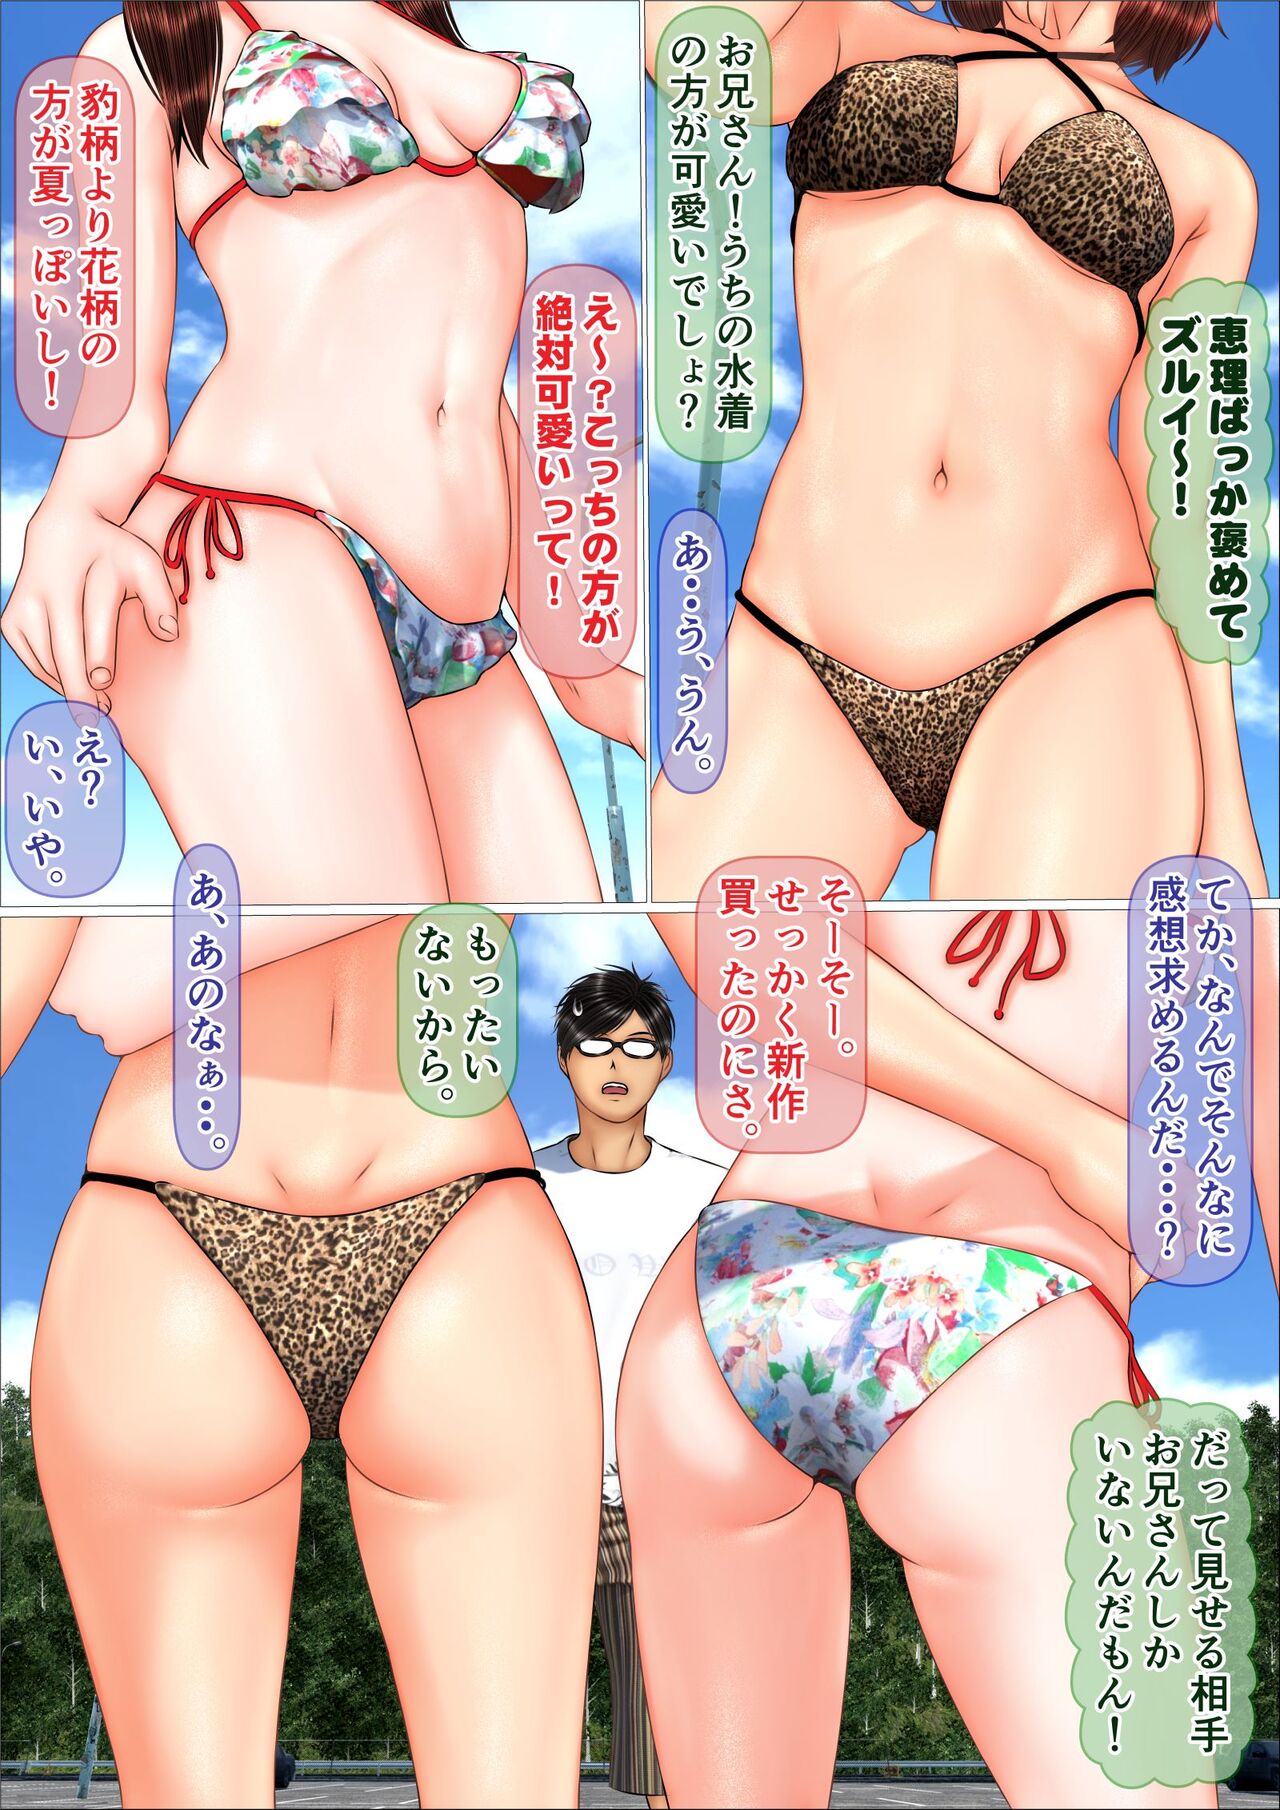 恵理ばっか褒めて
ズルイ～！
お兄さん！うちの水着
の方が可愛いでしょ？
あ・・う、うん。
え～？こっちの方が
絶対可愛いって！
豹柄より花柄の
方が夏っぽいし！
え？
い、いや。
てか、なんでそんなに
感想求めるんだ・・・？
そーそー。
せっかく新作
買ったのにさ。
もったい
ないから。
あ、あのなぁ・・・。
だって見せる相手
お兄さんしか
いないんだもん！